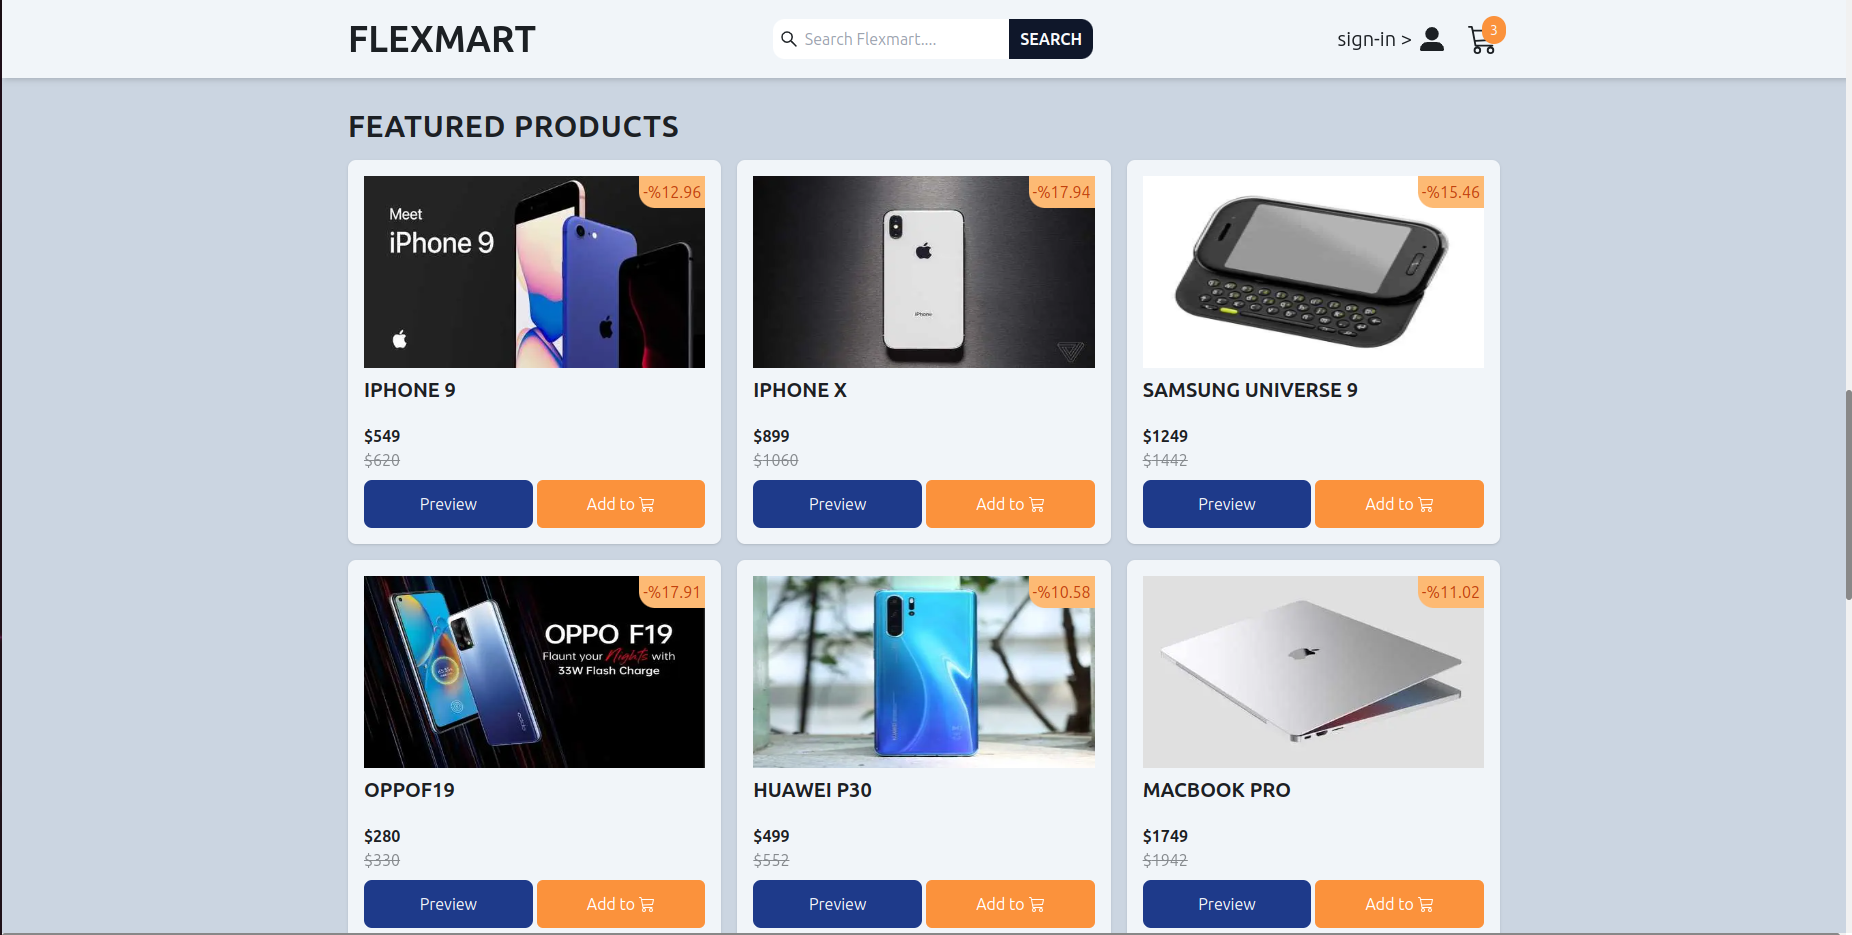 FLEXMART
Search Flexmart....
SEARCH
sign-in >
3
FEATURED PRODUCTS
-%12.96
Meet
iPhone 9
IPHONE 9
$549
$620
Preview
Add to
-%17.94
iPhone
IPHONE X
$899
$1060
Preview
Add to
-%15.46
SAMSUNG UNIVERSE 9
$1249
$1442
Preview
Add to
-%17.91
OPPO F19
Flaunt your Nights with
33W Flash Charge
OPPOF19
$280
$330
Preview
Add to
-%10.58
HUAWEI P30
$499
$552
Preview
Add to
-%11.02
MACBOOK PRO
$1749
$1942
Preview
Add to